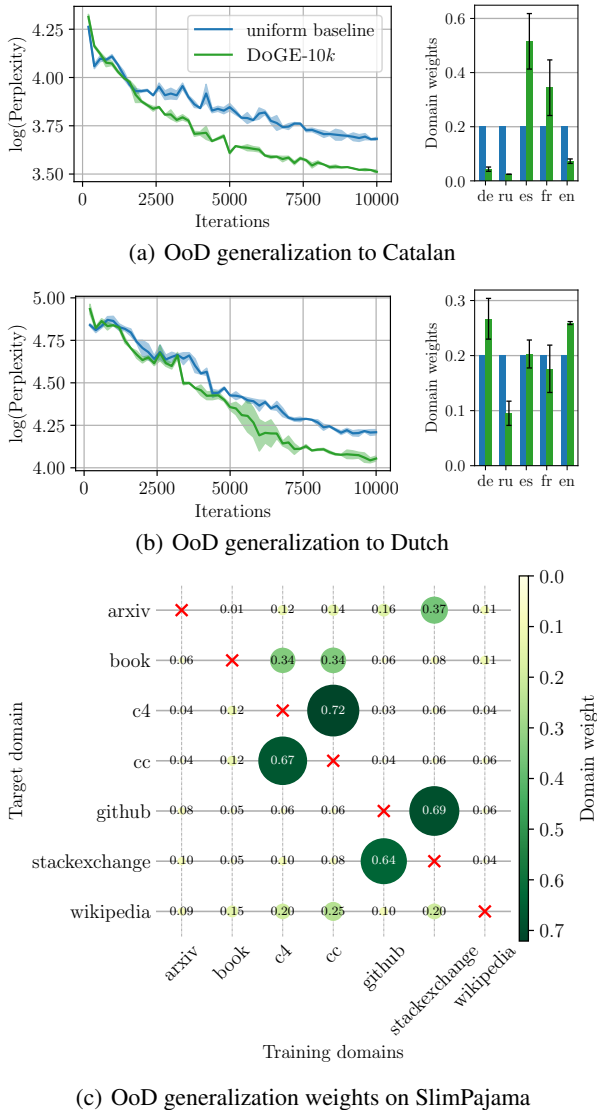 4.25
4.00
3.75
3.50
log(Perplexity)
uniform baseline
DoGE-10k
0 2500 5000 7500 10000
Iterations
0.6
0.4
0.2
0.0
Domain weights
de ru es fr en
(a) OoD generalization to Catalan
5.00
4.75
4.50
4.25
4.00
log(Perplexity)
0 2500 5000 7500 10000
Iterations
0.3
0.2
0.1
0.0
Domain weights
de ru es fr en
(b) OoD generalization to Dutch
Target domain
arxiv 0.01 0.12 0.14 0.16 0.37 0.11
book 0.06 0.34 0.34 0.06 0.08 0.11
c4 0.04 0.12 0.72 0.03 0.06 0.04
cc 0.04 0.12 0.67 0.04 0.06 0.06
github 0.08 0.05 0.06 0.06 0.69 0.06
stackexchange 0.10 0.05 0.10 0.08 0.64 0.04
wikipedia 0.09 0.15 0.20 0.25 0.10 0.20
arxiv book c4 cc github stackexchange wikipedia
Training domains
0.0
0.1
0.2
0.3
0.4
0.5
0.6
0.7
Domain weight
(c) OoD generalization weights on SlimPajama